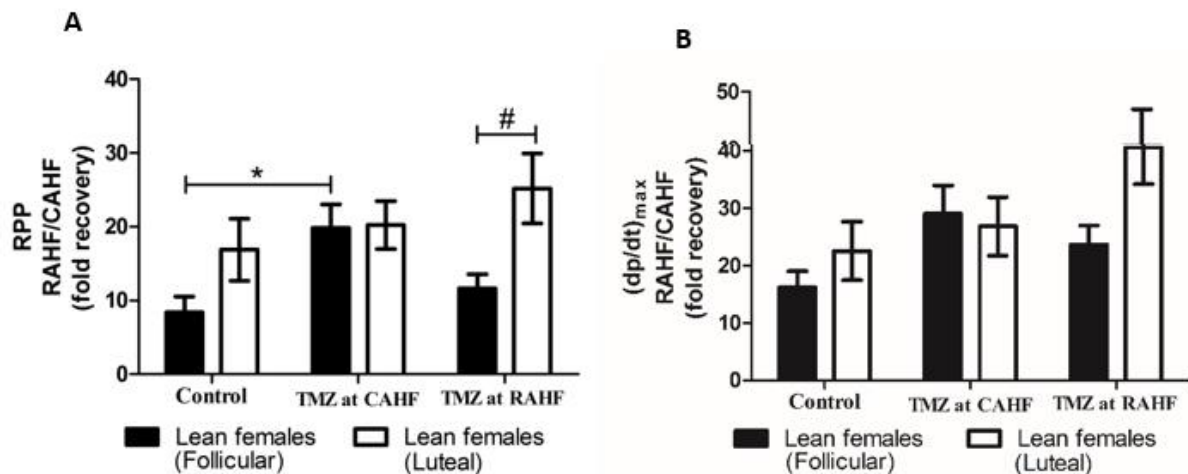 A
RPP
RAHF/CAHF
(fold recovery)
40
30
20
10
0
*
#
Control
TMZ at CAHF
TMZ at RAHF
Lean females
(Follicular)
Lean females
(Luteal)
B
(dp/dt)max
RAHF/CAHF
(fold recovery)
50
40
30
20
10
0
Control
TMZ at CAHF
TMZ at RAHF
Lean females
(Follicular)
Lean females
(Luteal)